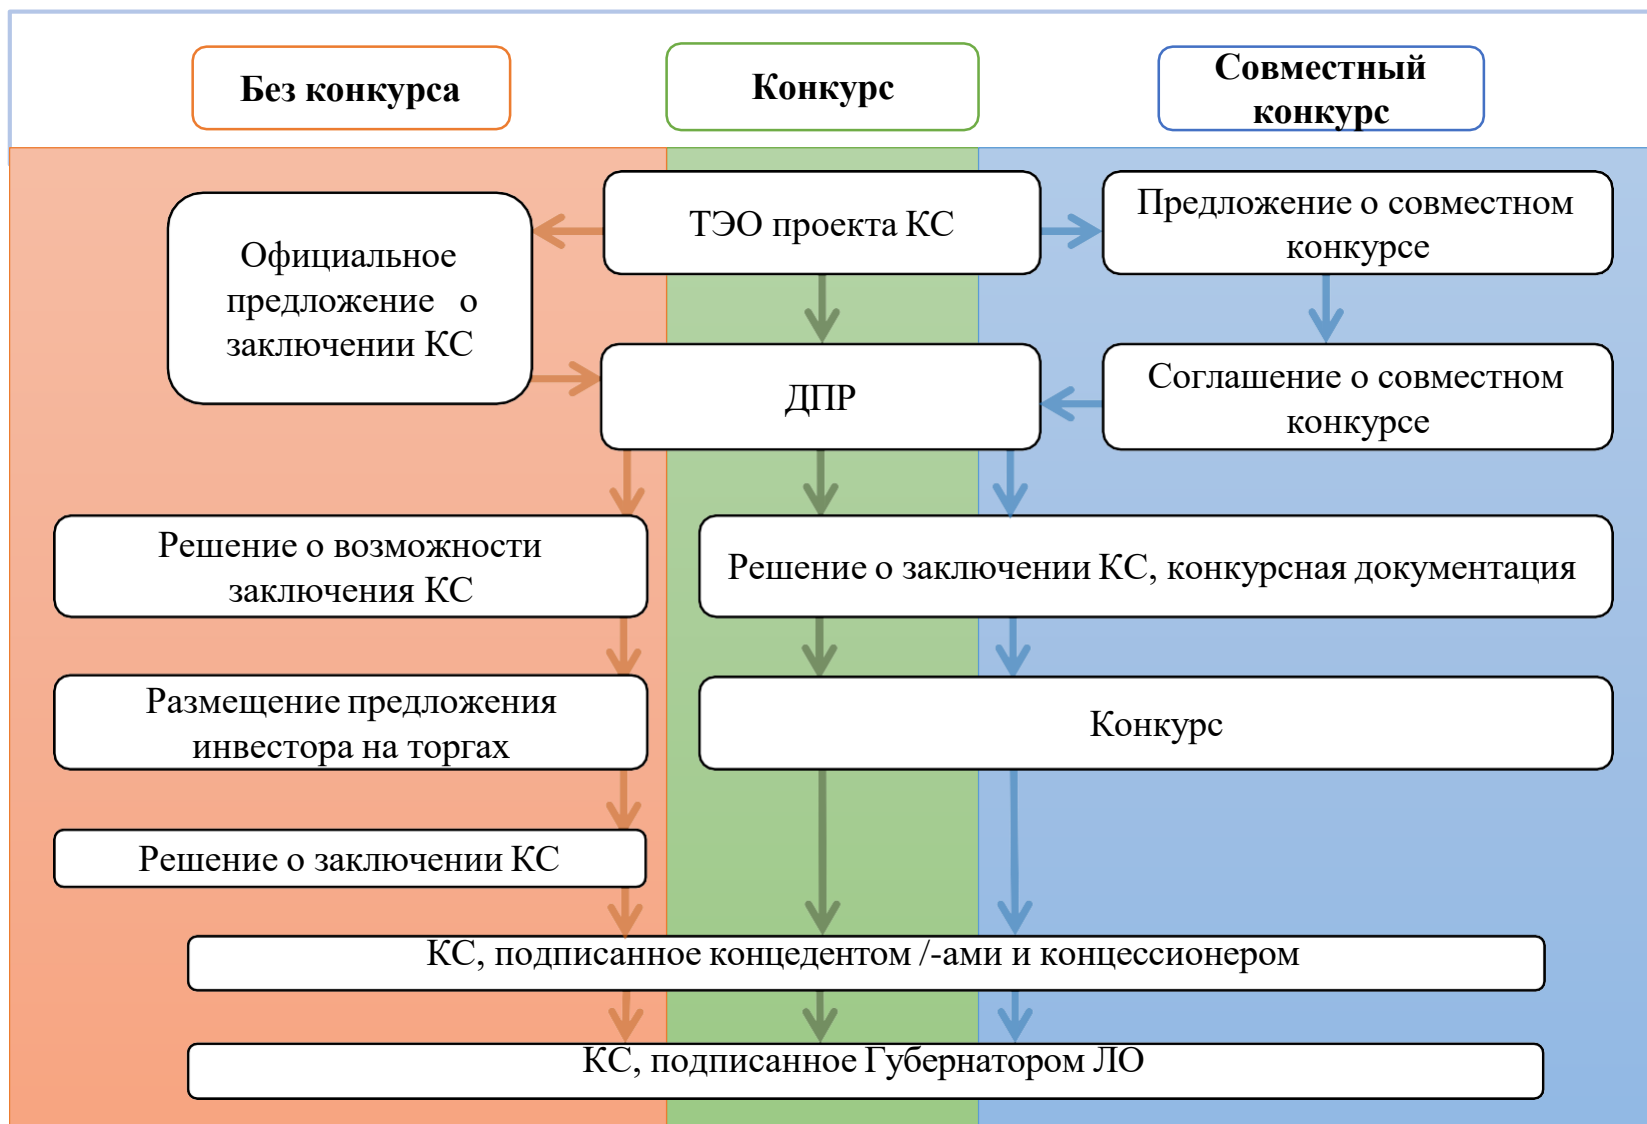 Без конкурса
Конкурс
Совместный
конкурс
ТЭО проекта КС
Предложение о совместном
конкурсе
Официальное
предложение о
заключении КС
ДПР
Соглашение о совместном
конкурсе
Решение о возможности
заключения КС
Решение о заключении КС, конкурсная документация
Размещение предложения
инвестора на торгах
Конкурс
Решение о заключении КС
КС, подписанное концедентом /-ами и концессионером
КС, подписанное Губернатором ЛО